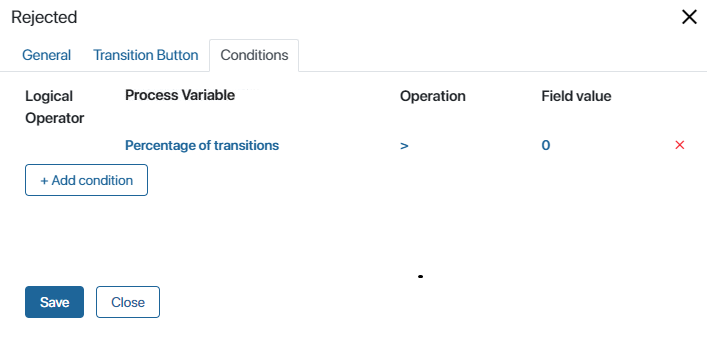 Rejected
General Transition Button Conditions
Logical Operator Process Variable Operation Field value
Percentage of transitions > 0
+ Add condition
Save Close